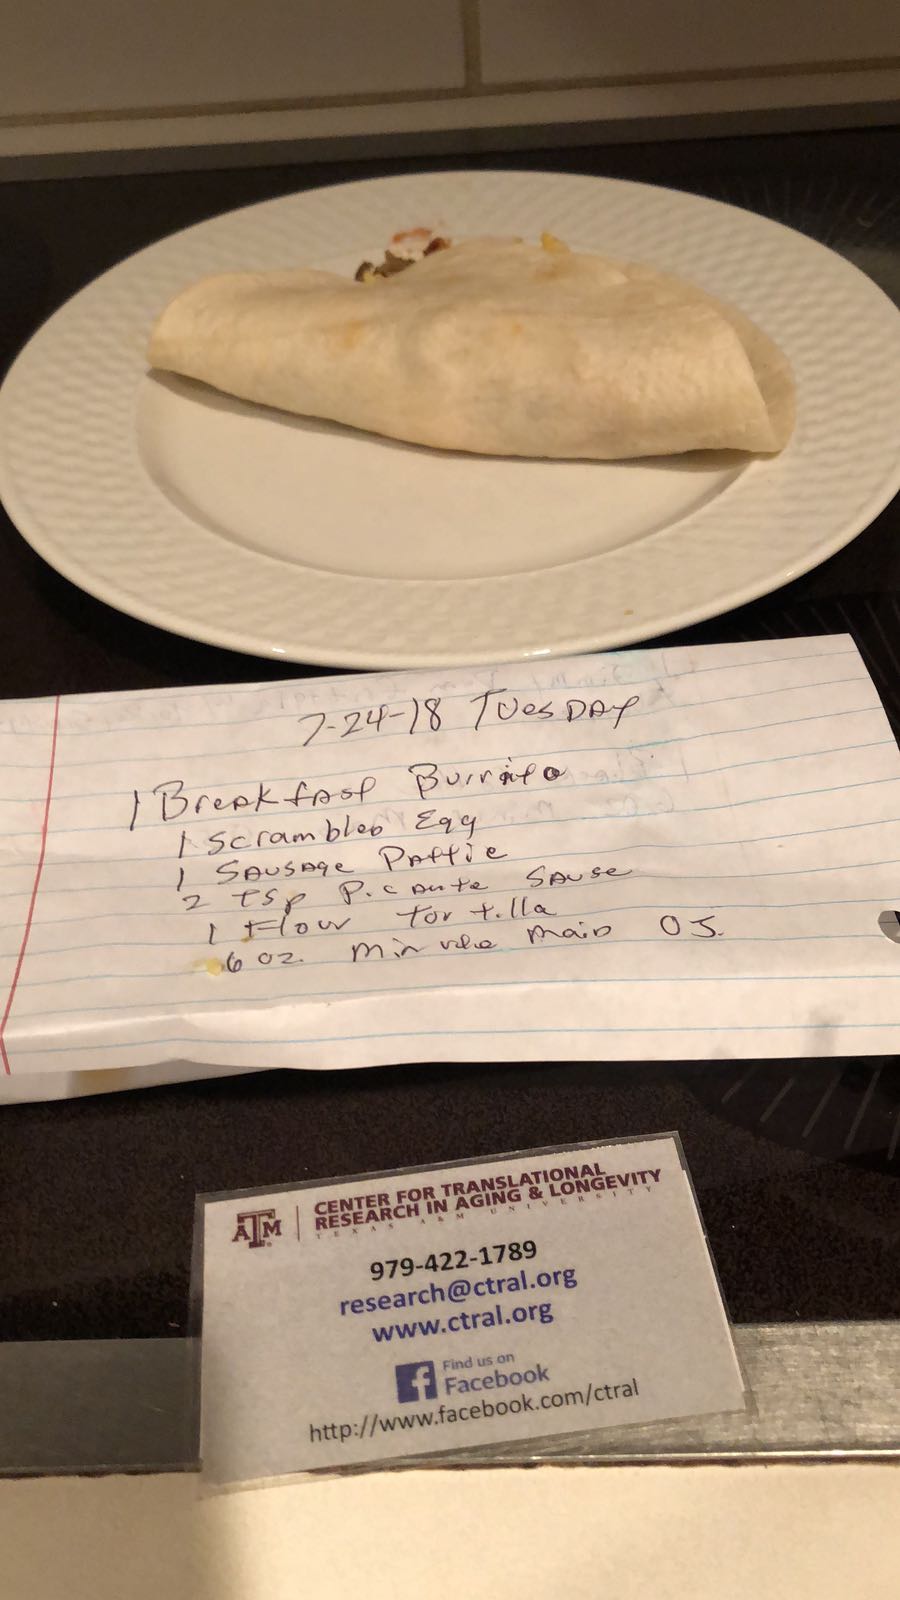 7-24-18 TUESDAY
1 Breakfast Burrito
1 Scrambled Egg
1 SAUSAge PAttie
2 tsp Picante Sause
1 Flour Tortilla
6 oz. Minute Maid OJ.
ATM
CENTER FOR TRANSLATIONAL
RESEARCH IN AGING & LONGEVITY
TEXAS A&M UNIVERSITY
979-422-1789
research@ctral.org
www.ctral.org
f Find us on
Facebook
http://www.facebook.com/ctral